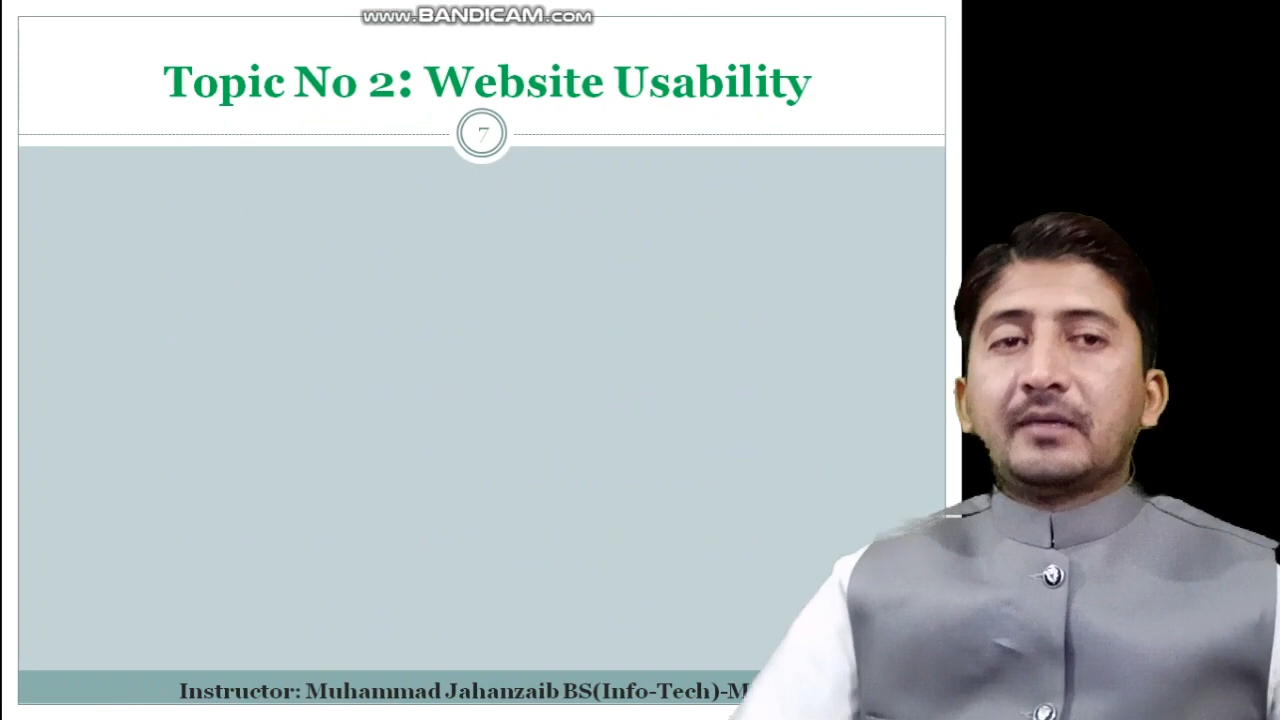 www.BANDICAM.com
Topic No 2: Website Usability
7
Instructor: Muhammad Jahanzaib BS(Info-Tech)-M